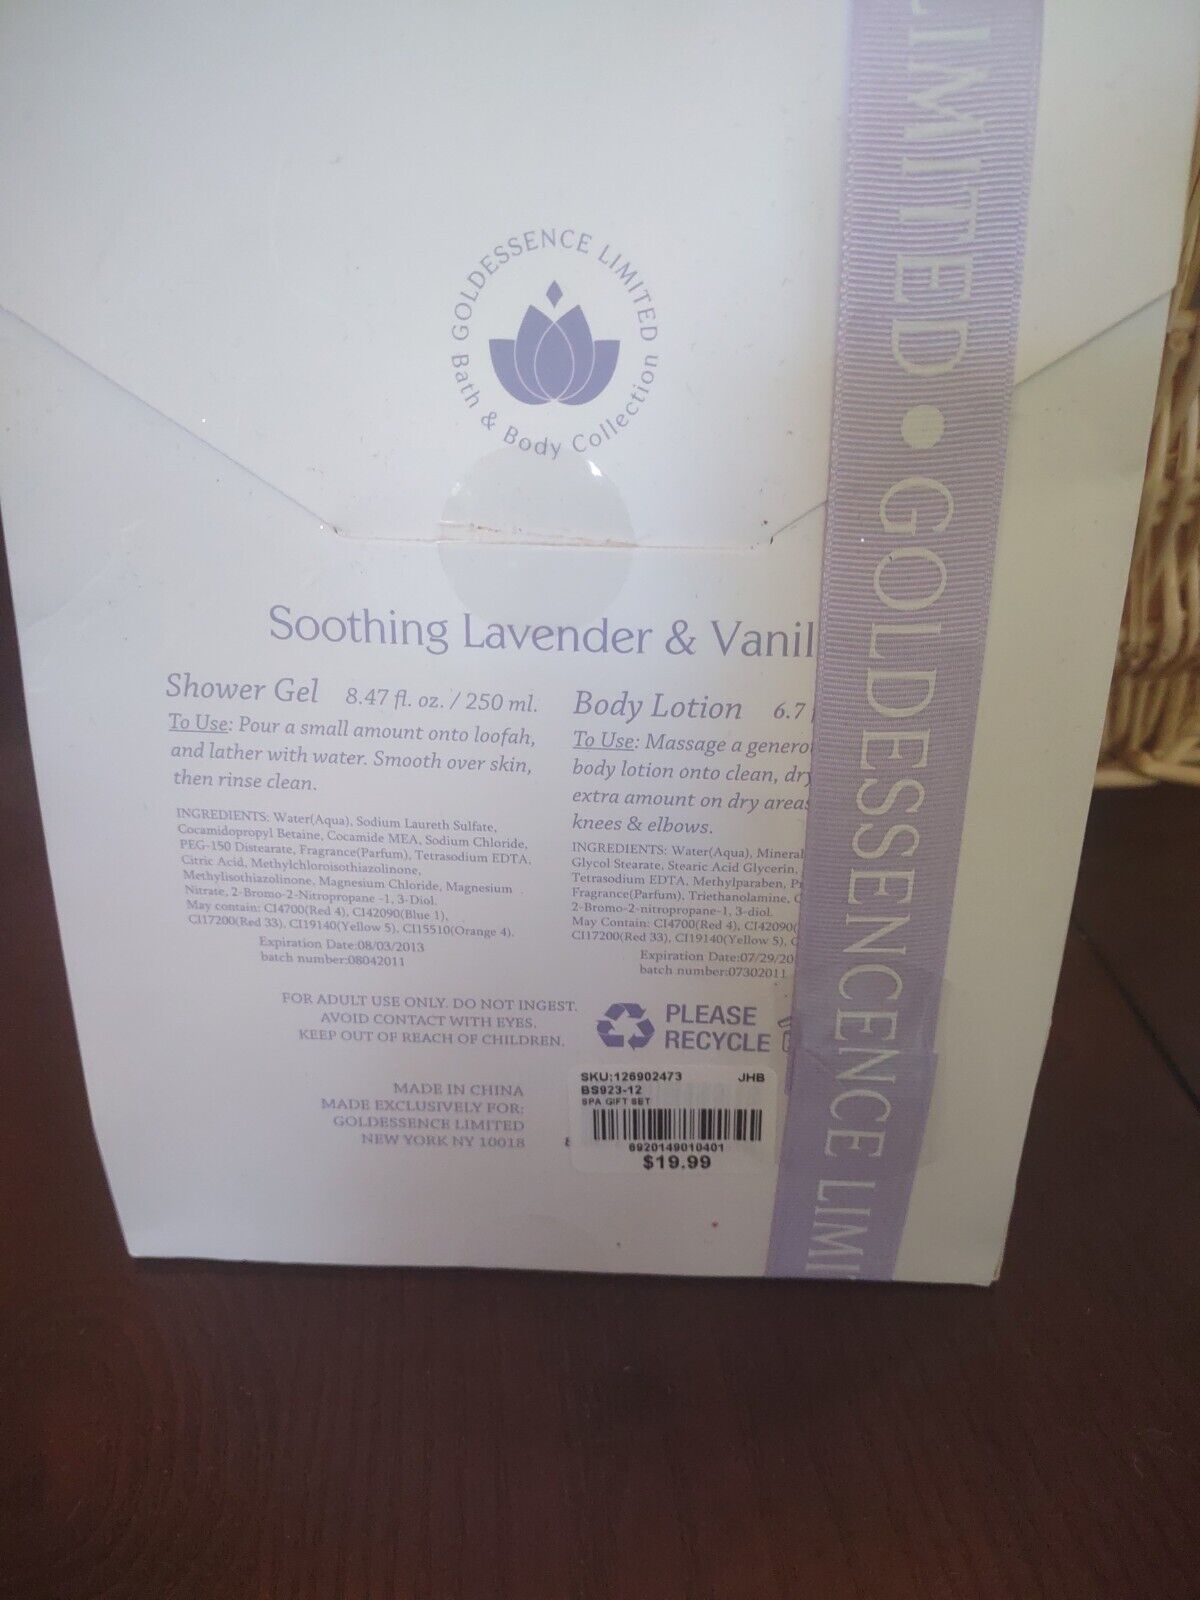 GOLDESSENCE LIMITED
Bath & Body Collection
LIMITED • GOLDESSENCE LIMI
Soothing Lavender & Vanil
Shower Gel 8.47 fl. oz. / 250 ml.
To Use: Pour a small amount onto loofah,
and lather with water. Smooth over skin,
then rinse clean.
INGREDIENTS: Water(Aqua), Sodium Laureth Sulfate,
Cocamidopropyl Betaine, Cocamide MEA, Sodium Chloride,
PEG-150 Distearate, Fragrance(Parfum), Tetrasodium EDTA,
Citric Acid, Methylchloroisothiazolinone,
Methylisothiazolinone, Magnesium Chloride, Magnesium
Nitrate, 2-Bromo-2-Nitropropane -1, 3-Diol.
May contain: CI4700(Red 4), CI42090(Blue 1),
CI17200(Red 33), CI19140(Yellow 5), CI15510(Orange 4).
Expiration Date:08/03/2013
batch number:08042011
Body Lotion 6.7
To Use: Massage a genero
body lotion onto clean, dry
extra amount on dry areas
knees & elbows.
INGREDIENTS: Water(Aqua), Mineral
Glycol Stearate, Stearic Acid Glycerin,
Tetrasodium EDTA, Methylparaben,
Fragrance(Parfum), Triethanolamine,
2-Bromo-2-nitropropane-1, 3-diol.
May Contain: CI4700(Red 4), CI42090(
CI17200(Red 33), CI19140(Yellow 5),
Expiration Date:07/29/20
batch number:07302011
FOR ADULT USE ONLY. DO NOT INGEST.
AVOID CONTACT WITH EYES.
KEEP OUT OF REACH OF CHILDREN.
PLEASE
RECYCLE
MADE IN CHINA
MADE EXCLUSIVELY FOR:
GOLDESSENCE LIMITED
NEW YORK NY 10018
SKU:126902473 JHB
BS923-12
SPA GIFT SET
6920149010401
$19.99